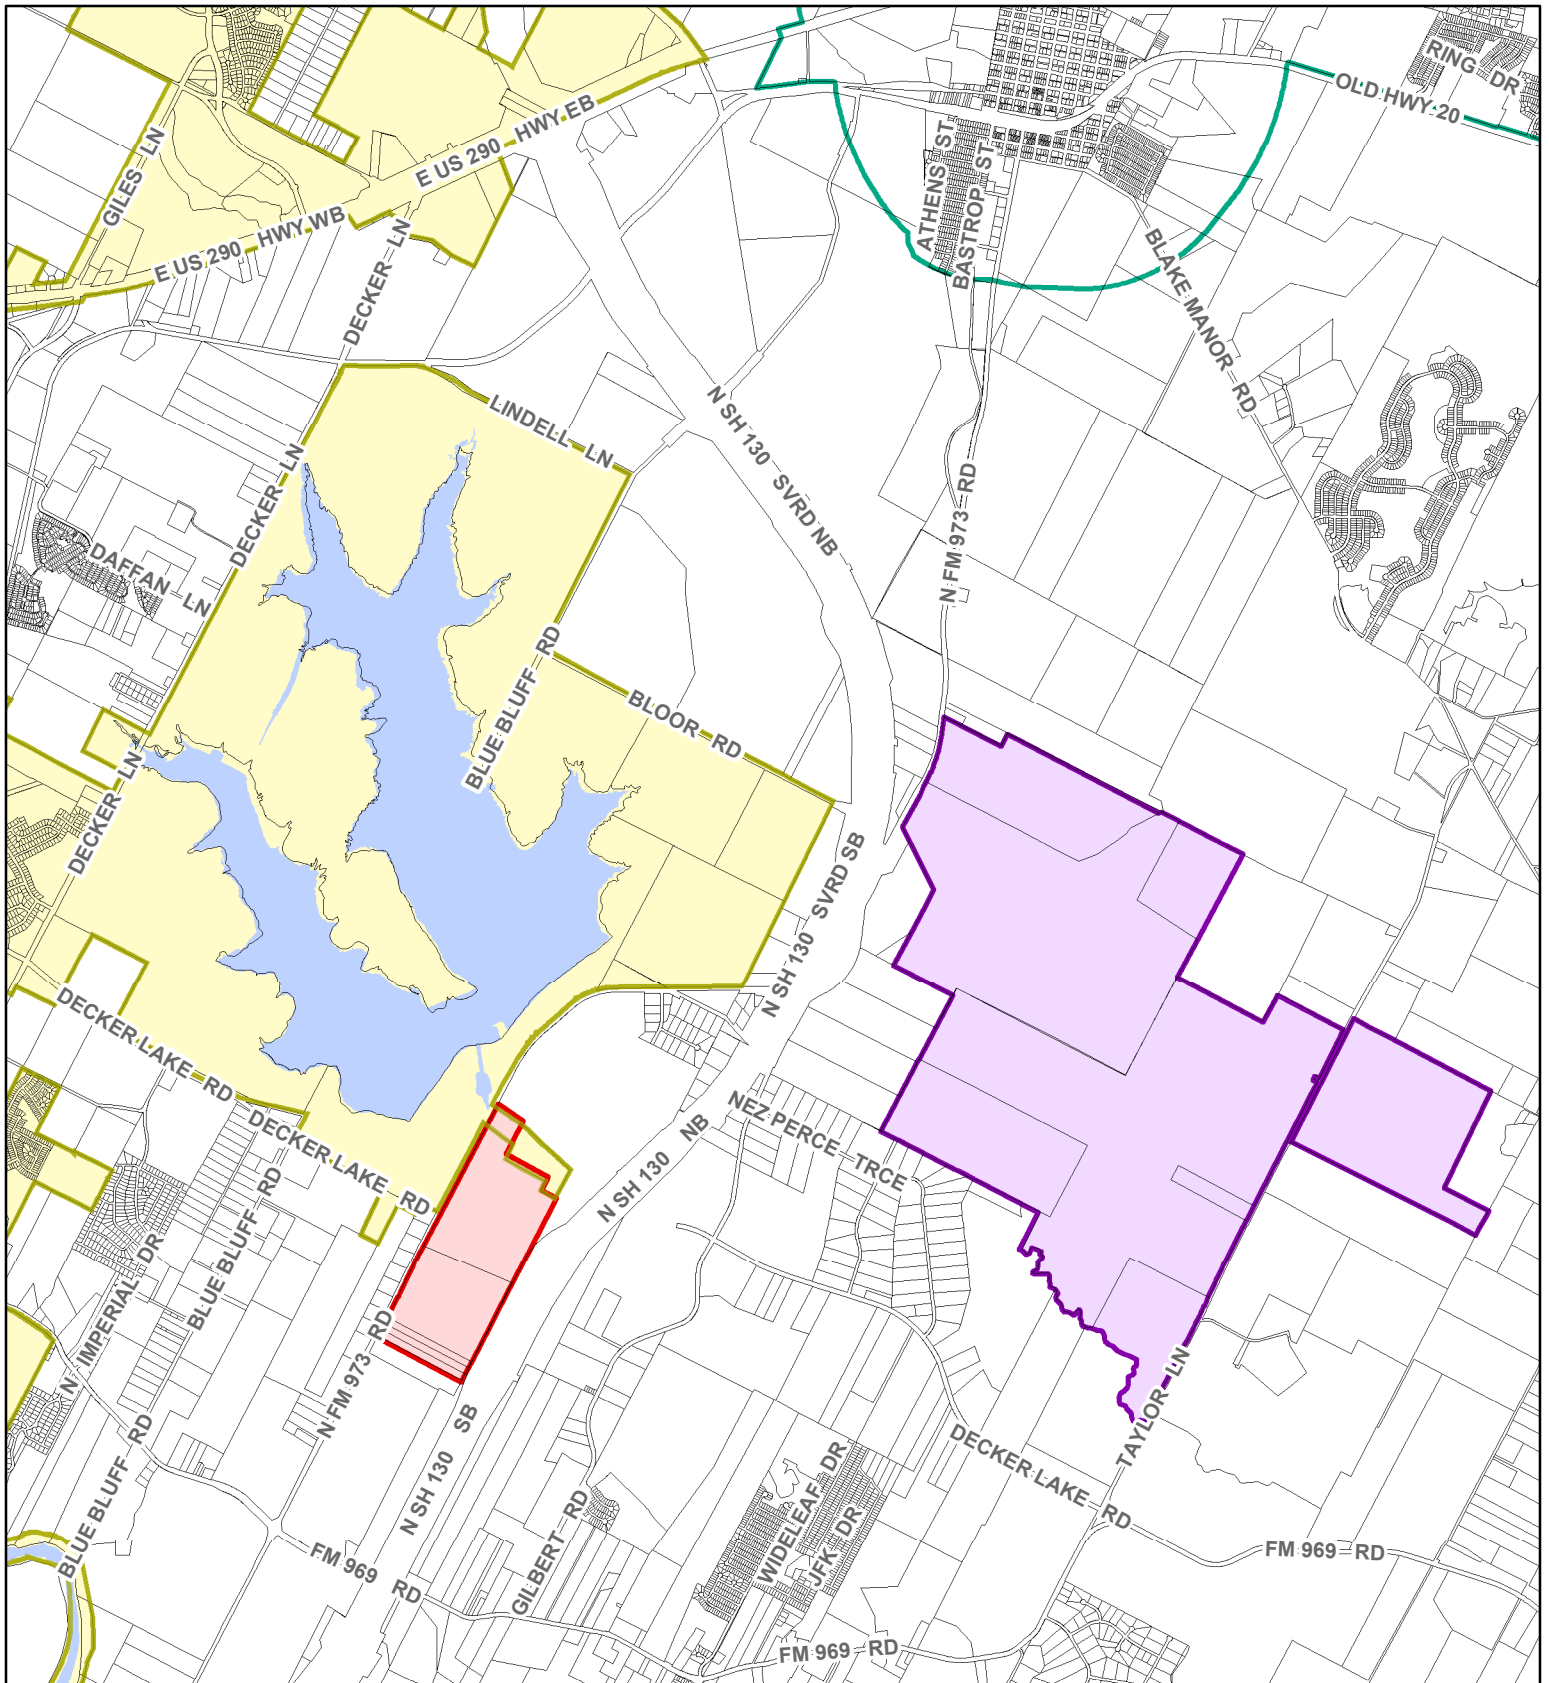 RING DR
OLD HWY 20
E US 290 HWY EB
GILES LN
ATHENS ST
BASTROP ST
E US 290 HWY WB
DECKER LN
BLAKE MANOR RD
LINDELL LN
N SH 130 SVRD NB
DECKER LN
N FM 973 RD
DAFFAN LN
BLUE BLUFF RD
BLOOR RD
DECKER LN
N SH 130 SVRD SB
DECKER LAKE RD
DECKER LAKE RD
NEZ PERCE TRCE
N SH 130 NB
BLUE BLUFF RD
N IMPERIAL DR
N FM 973 RD
TAYLOR LN
N SH 130 SB
BLUE BLUFF RD
DECKER LAKE RD
WIDELEAF DR
JFK DR
GILBERT RD
FM 969 RD
FM 969 RD
FM 969 RD